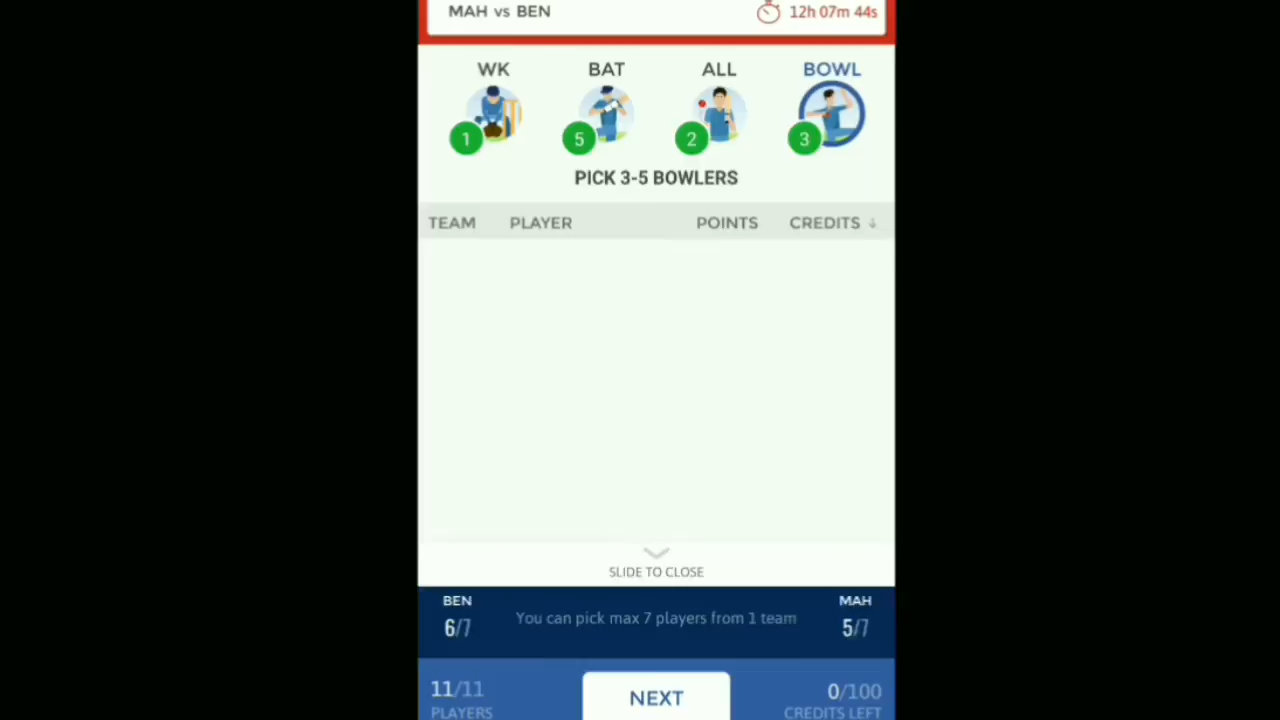 MAH vs BEN 12h 07m 44s
WK BAT ALL BOWL
1 5 2 3
PICK 3-5 BOWLERS
TEAM PLAYER POINTS CREDITS ↓
SLIDE TO CLOSE
BEN You can pick max 7 players from 1 team MAH
6/7 5/7
11/11 NEXT 0/100
PLAYERS CREDITS LEFT